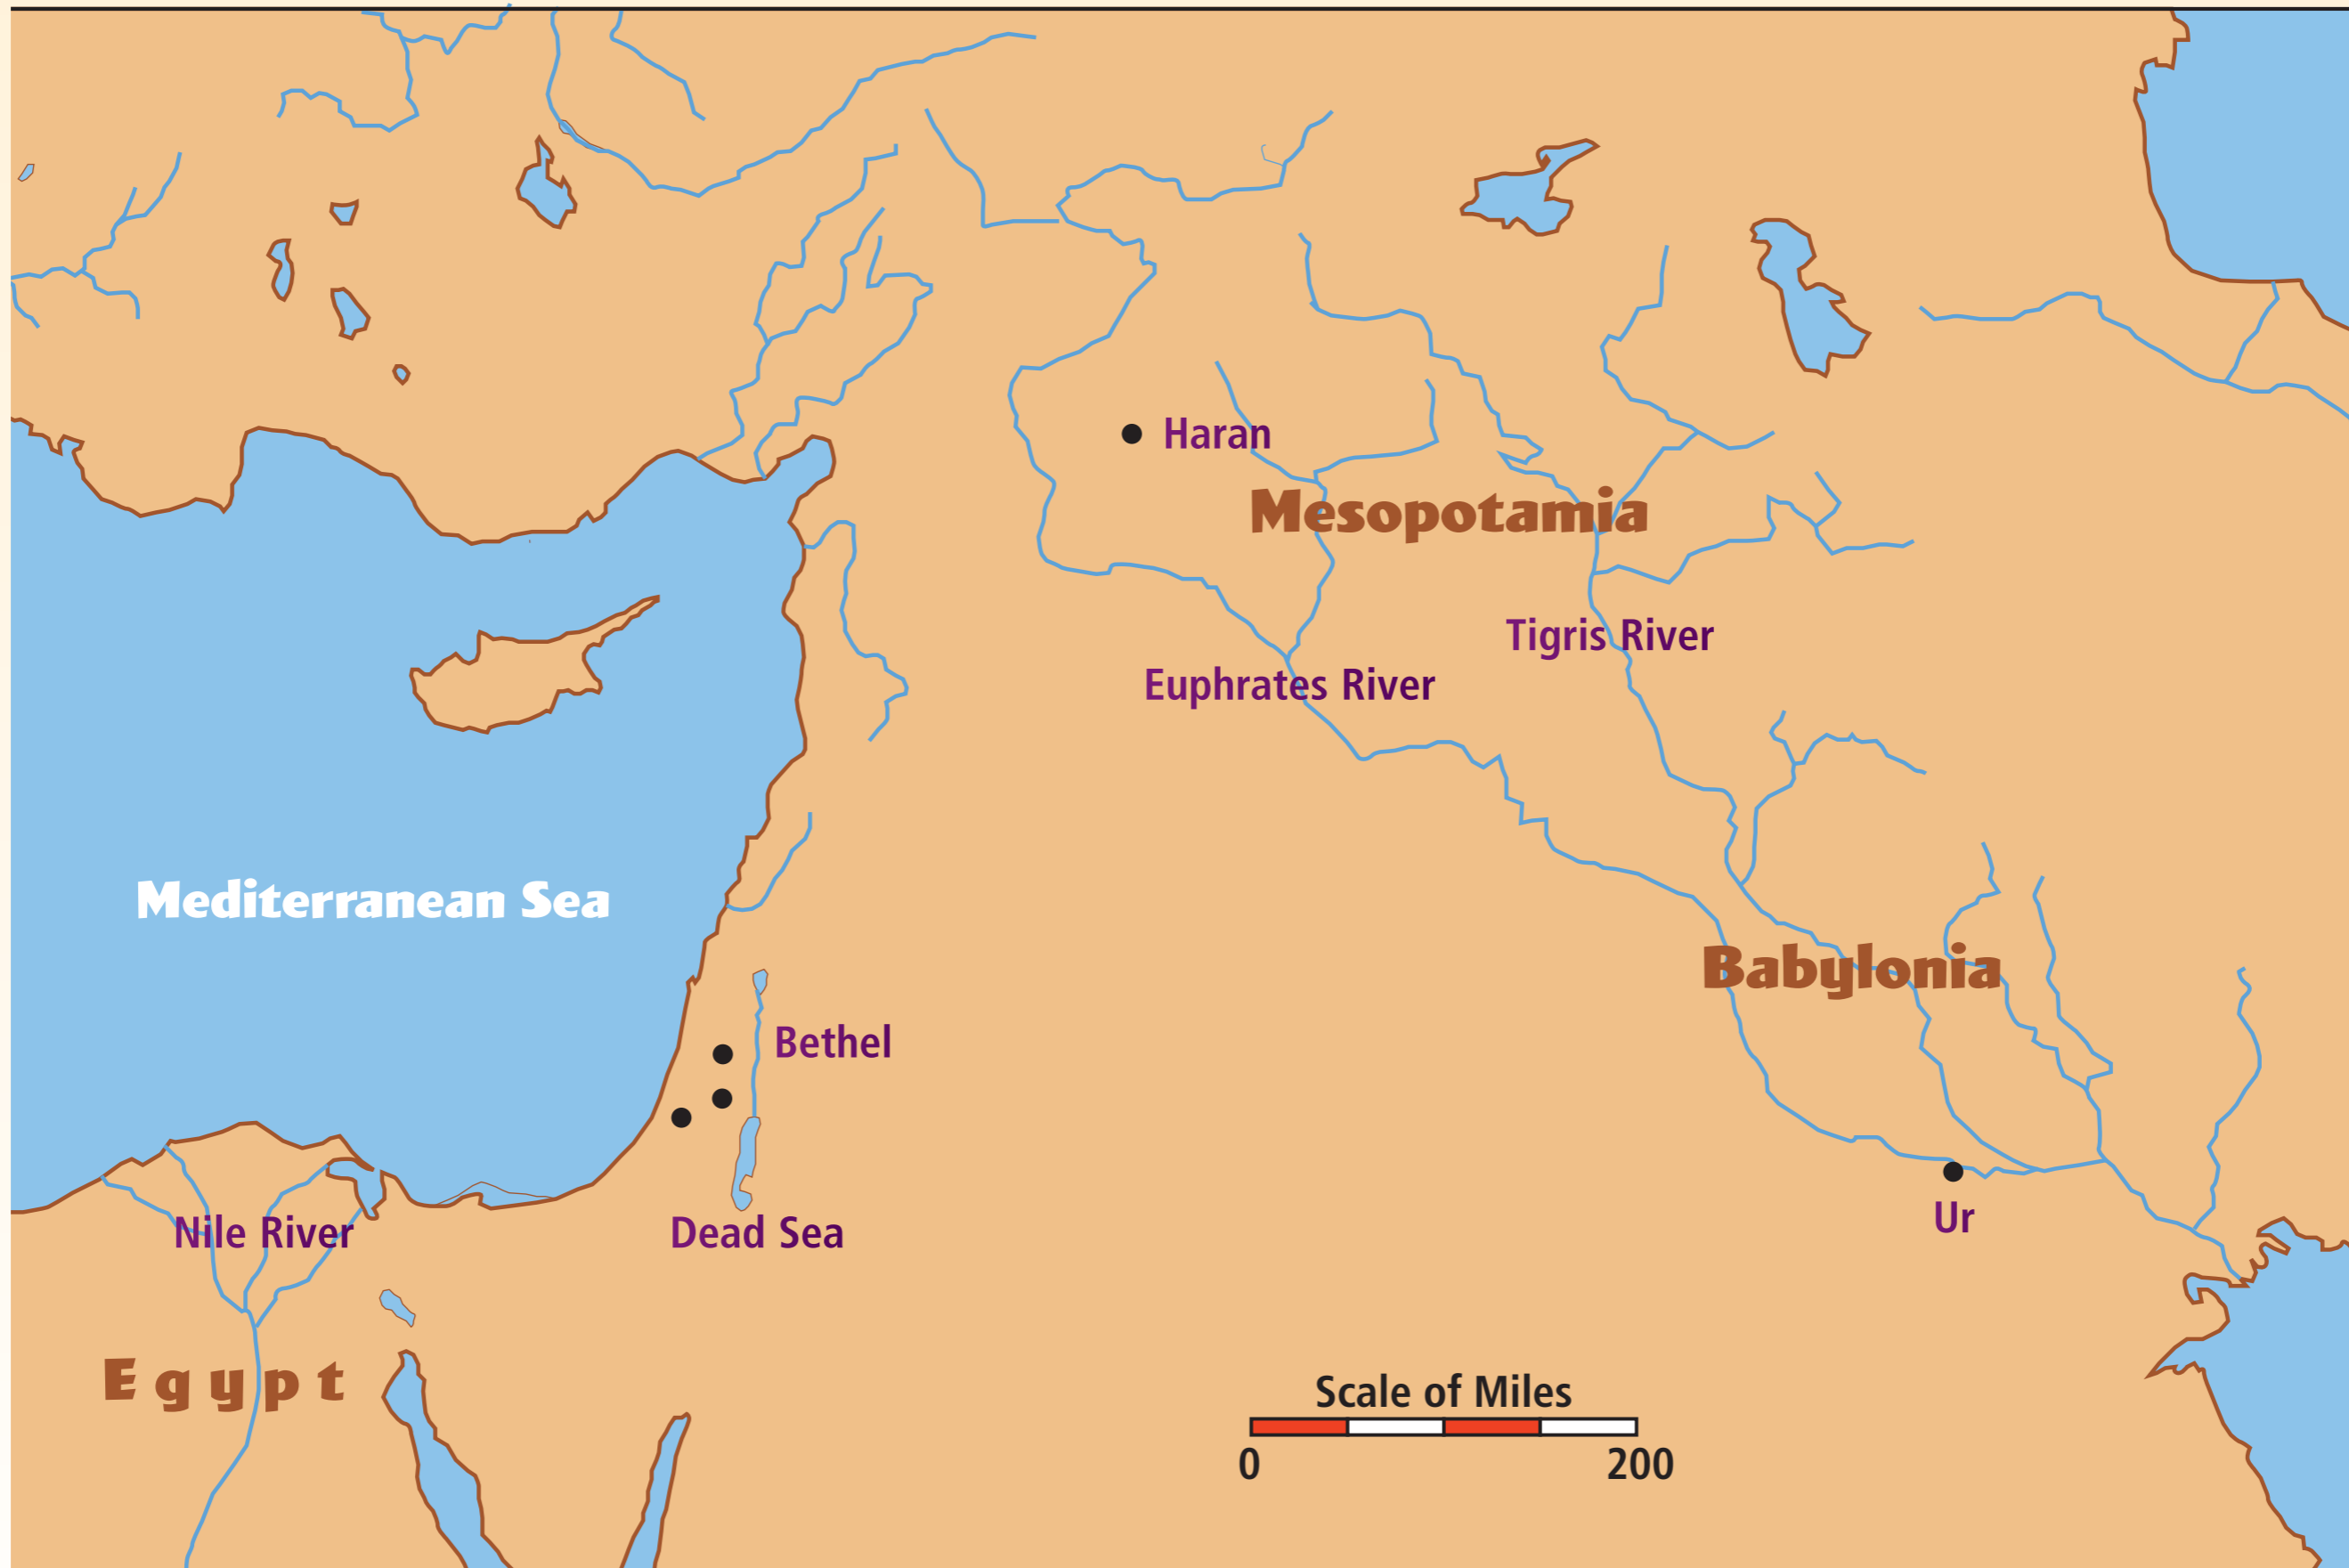 Haran
Mesopotamia
Tigris River
Euphrates River
Mediterranean Sea
Babylonia
Bethel
Ur
Nile River
Dead Sea
Egypt
Scale of Miles
0 200